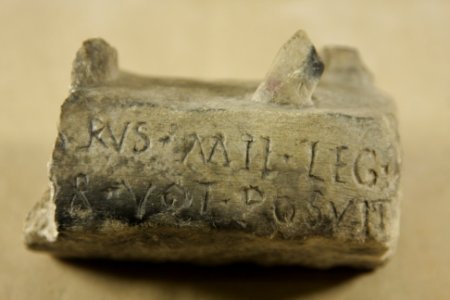 RVS · MIL · LEG ·
R · VOT · POSVIT